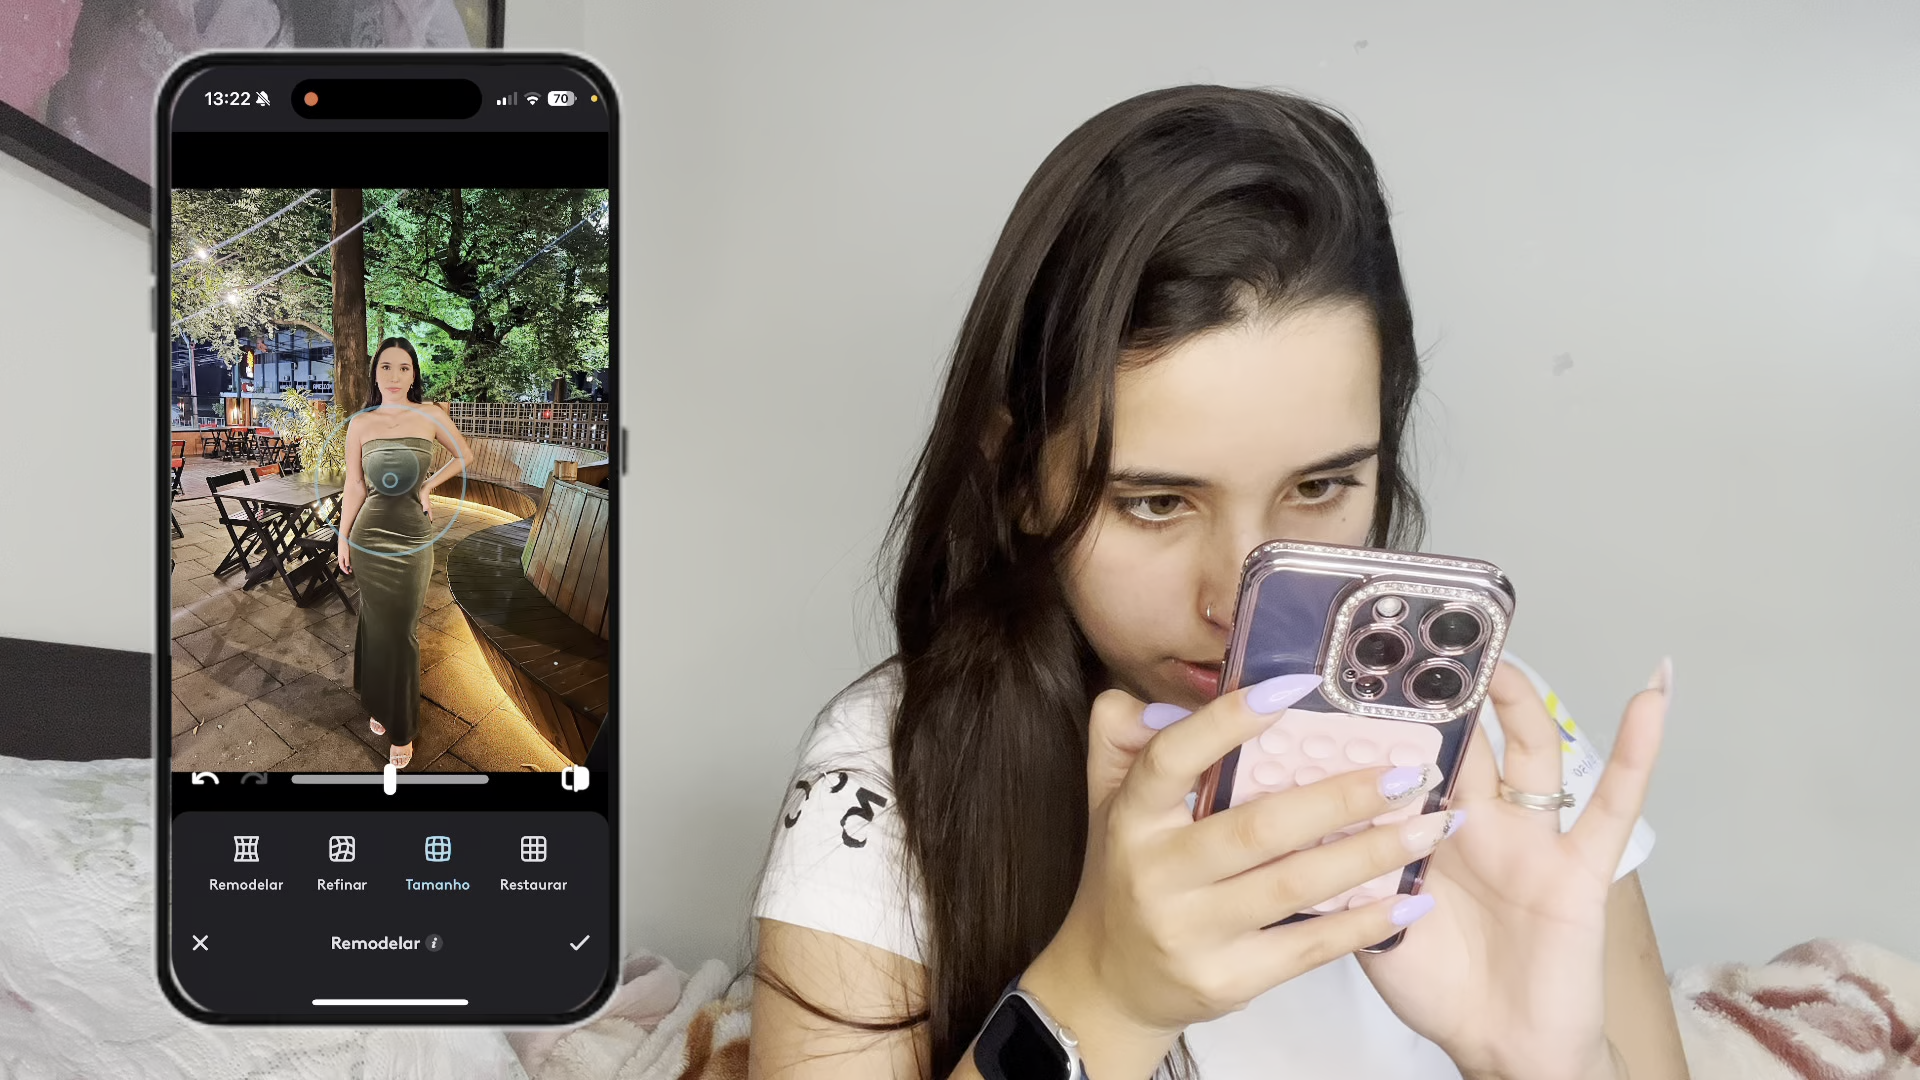 13:22
70
Remodelar
Refinar
Tamanho
Restaurar
Remodelar